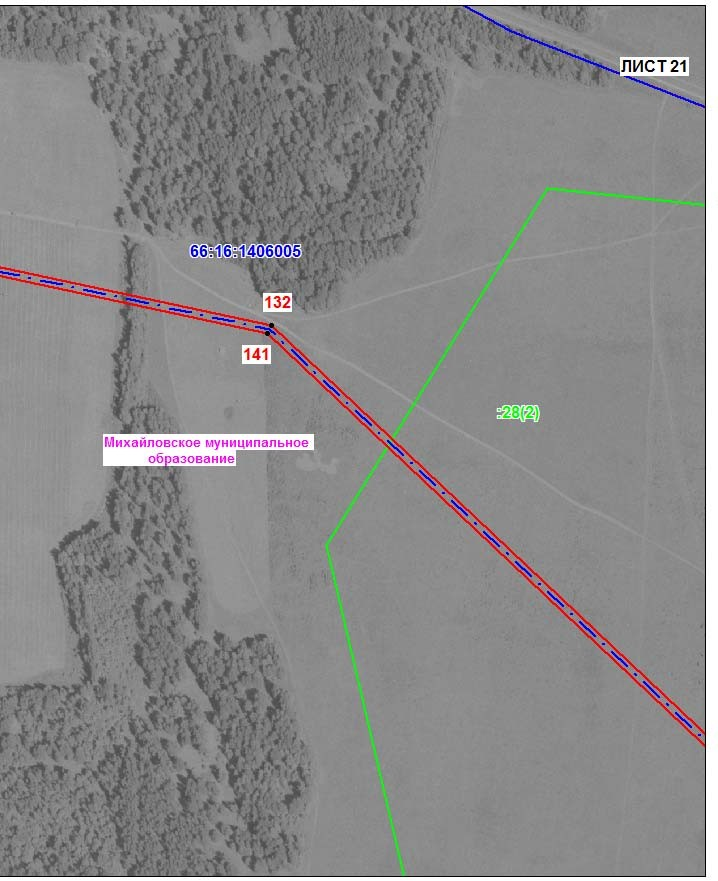 ЛИСТ 21
66:16:1406005
132
141
:28(2)
Михайловское муниципальное
образование